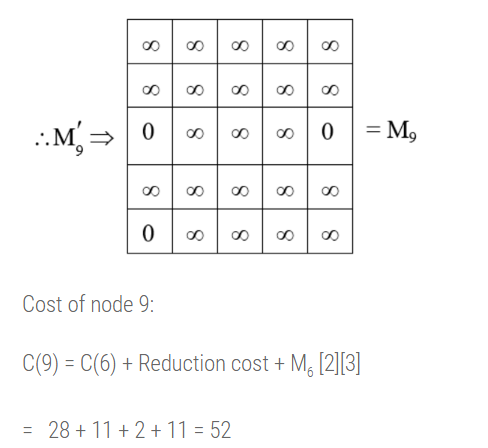 ∞ ∞ ∞ ∞ ∞
∞ ∞ ∞ ∞ ∞
∴M′₉ ⇒ 0 ∞ ∞ ∞ 0 = M₉
∞ ∞ ∞ ∞ ∞
0 ∞ ∞ ∞ ∞
Cost of node 9:
C(9) = C(6) + Reduction cost + M₆ [2][3]
= 28 + 11 + 2 + 11 = 52